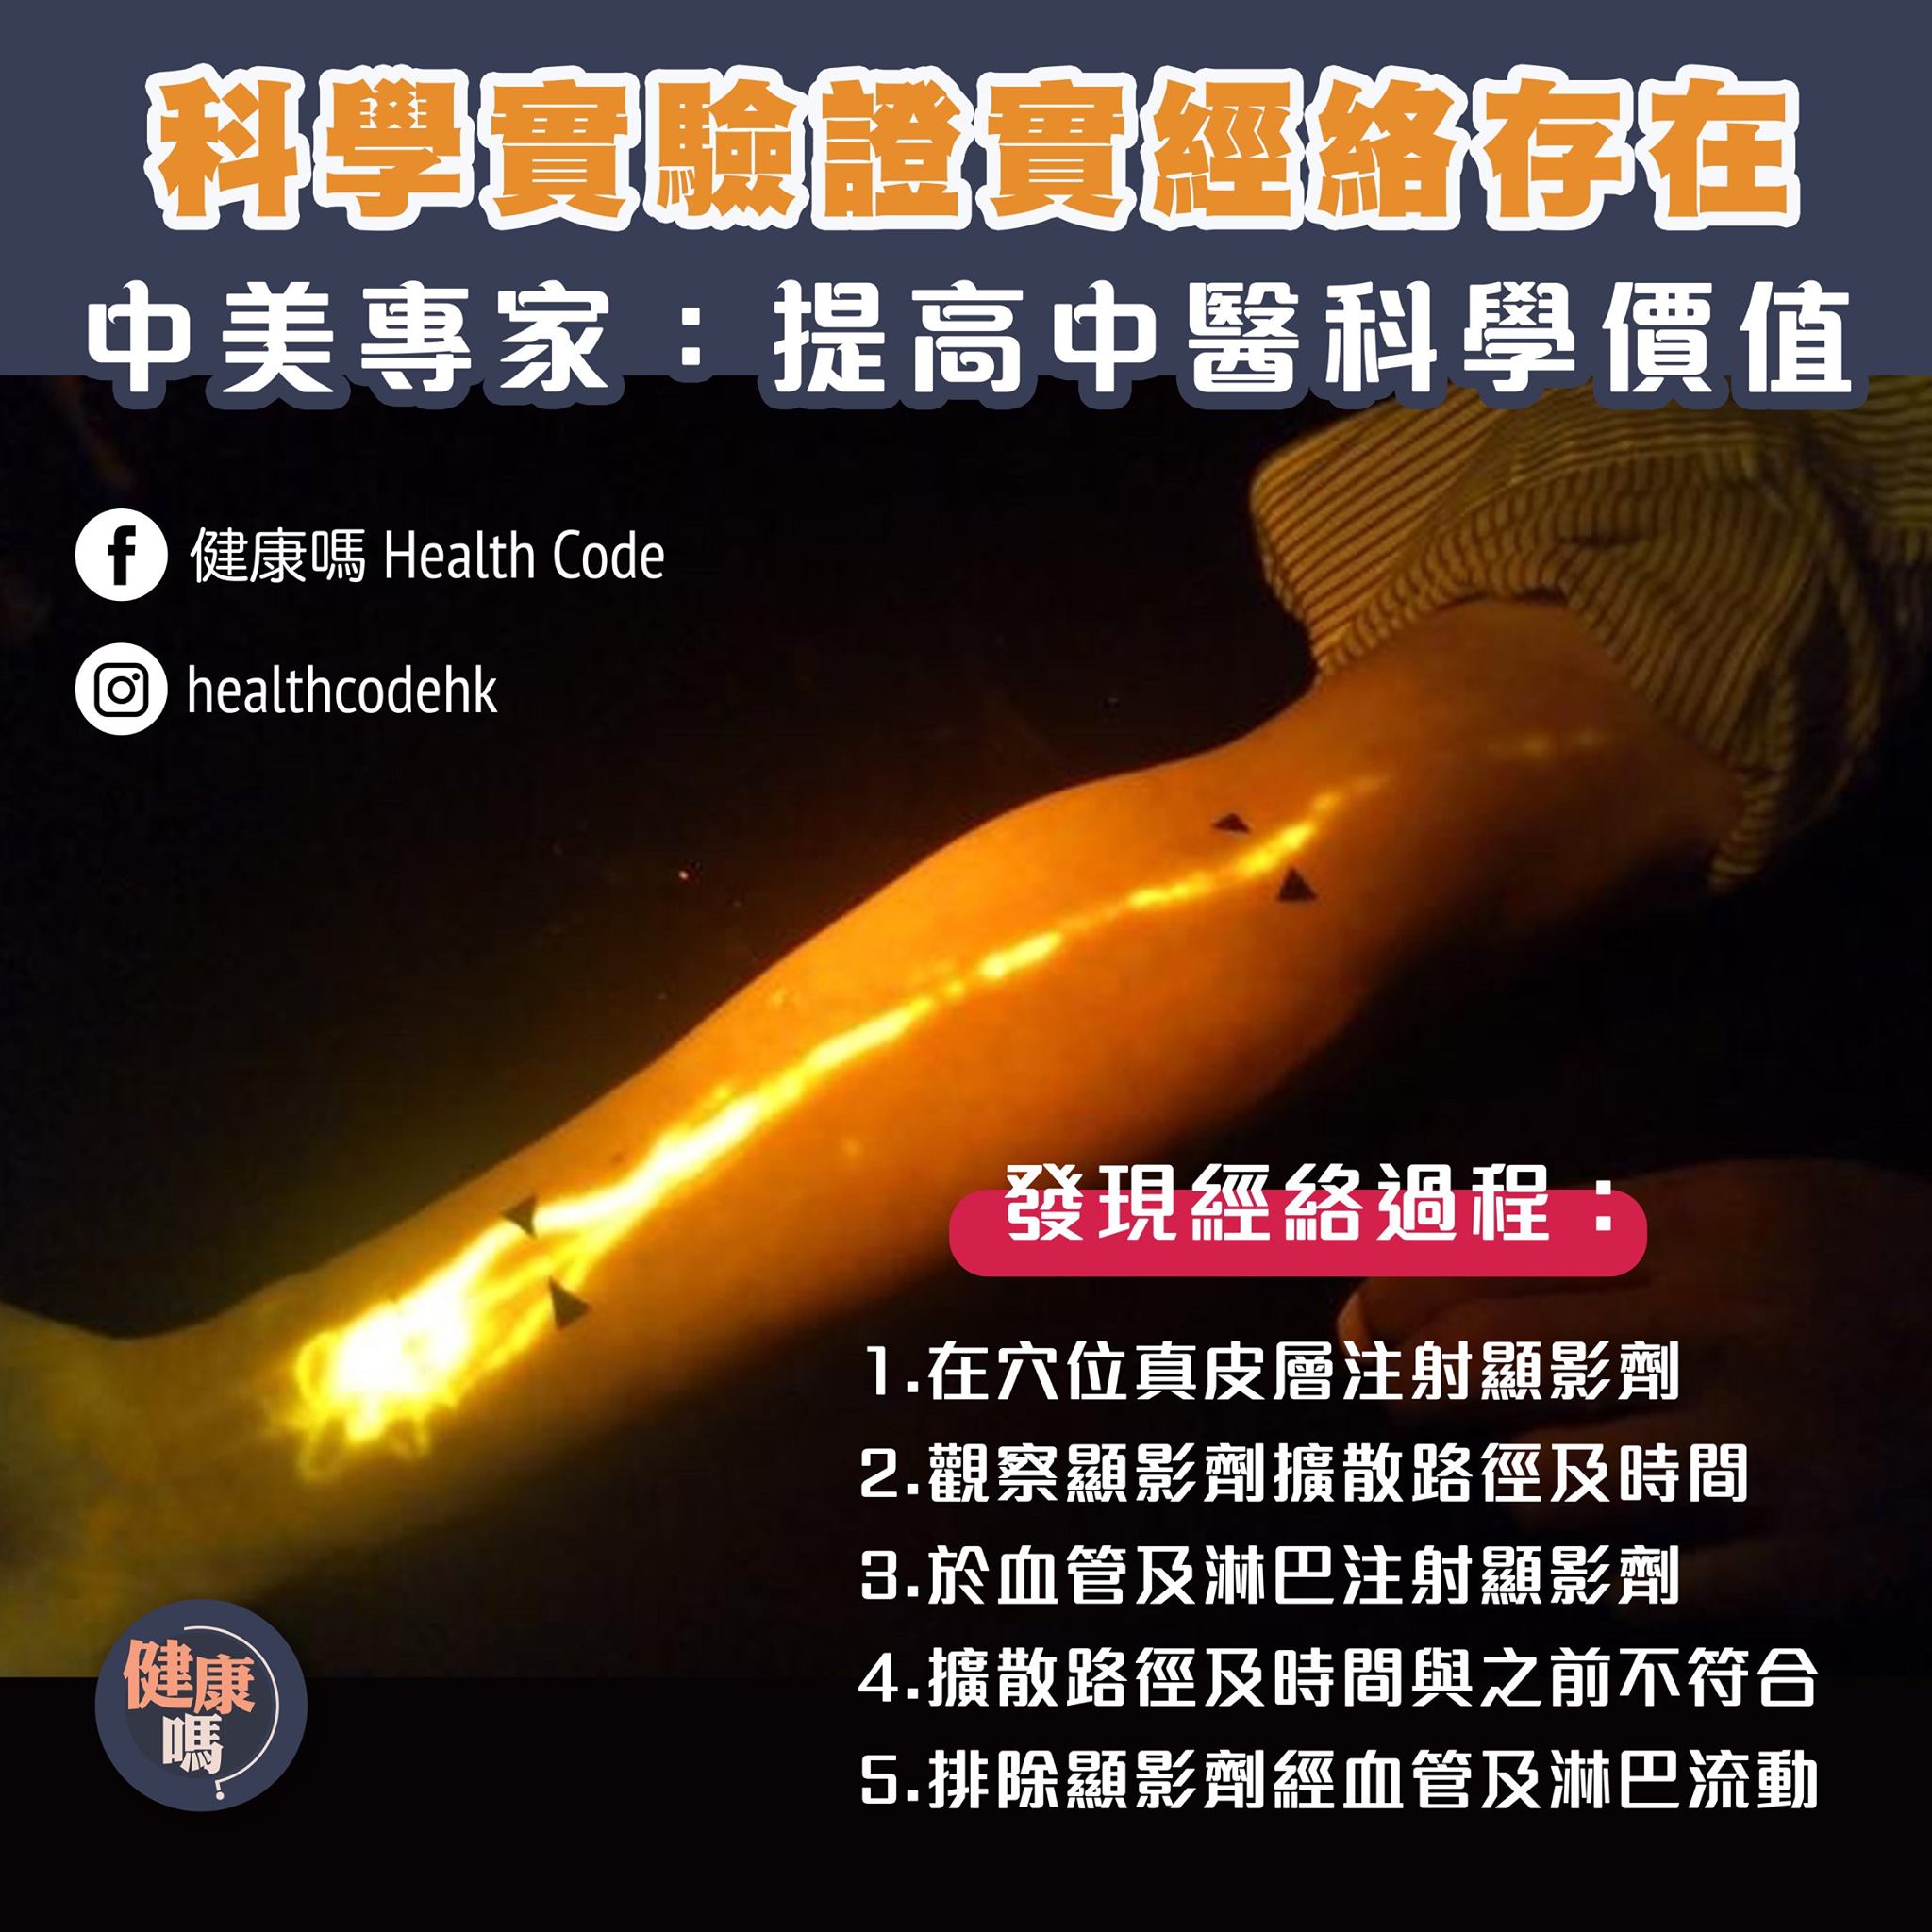 科學實驗證實經絡存在
中美專家：提高中醫科學價值
健康嗎 Health Code
healthcodehk
發現經絡過程：
1.在穴位真皮層注射顯影劑
2.觀察顯影劑擴散路徑及時間
3.於血管及淋巴注射顯影劑
4.擴散路徑及時間與之前不符合
5.排除顯影劑經血管及淋巴流動
健康
嗎